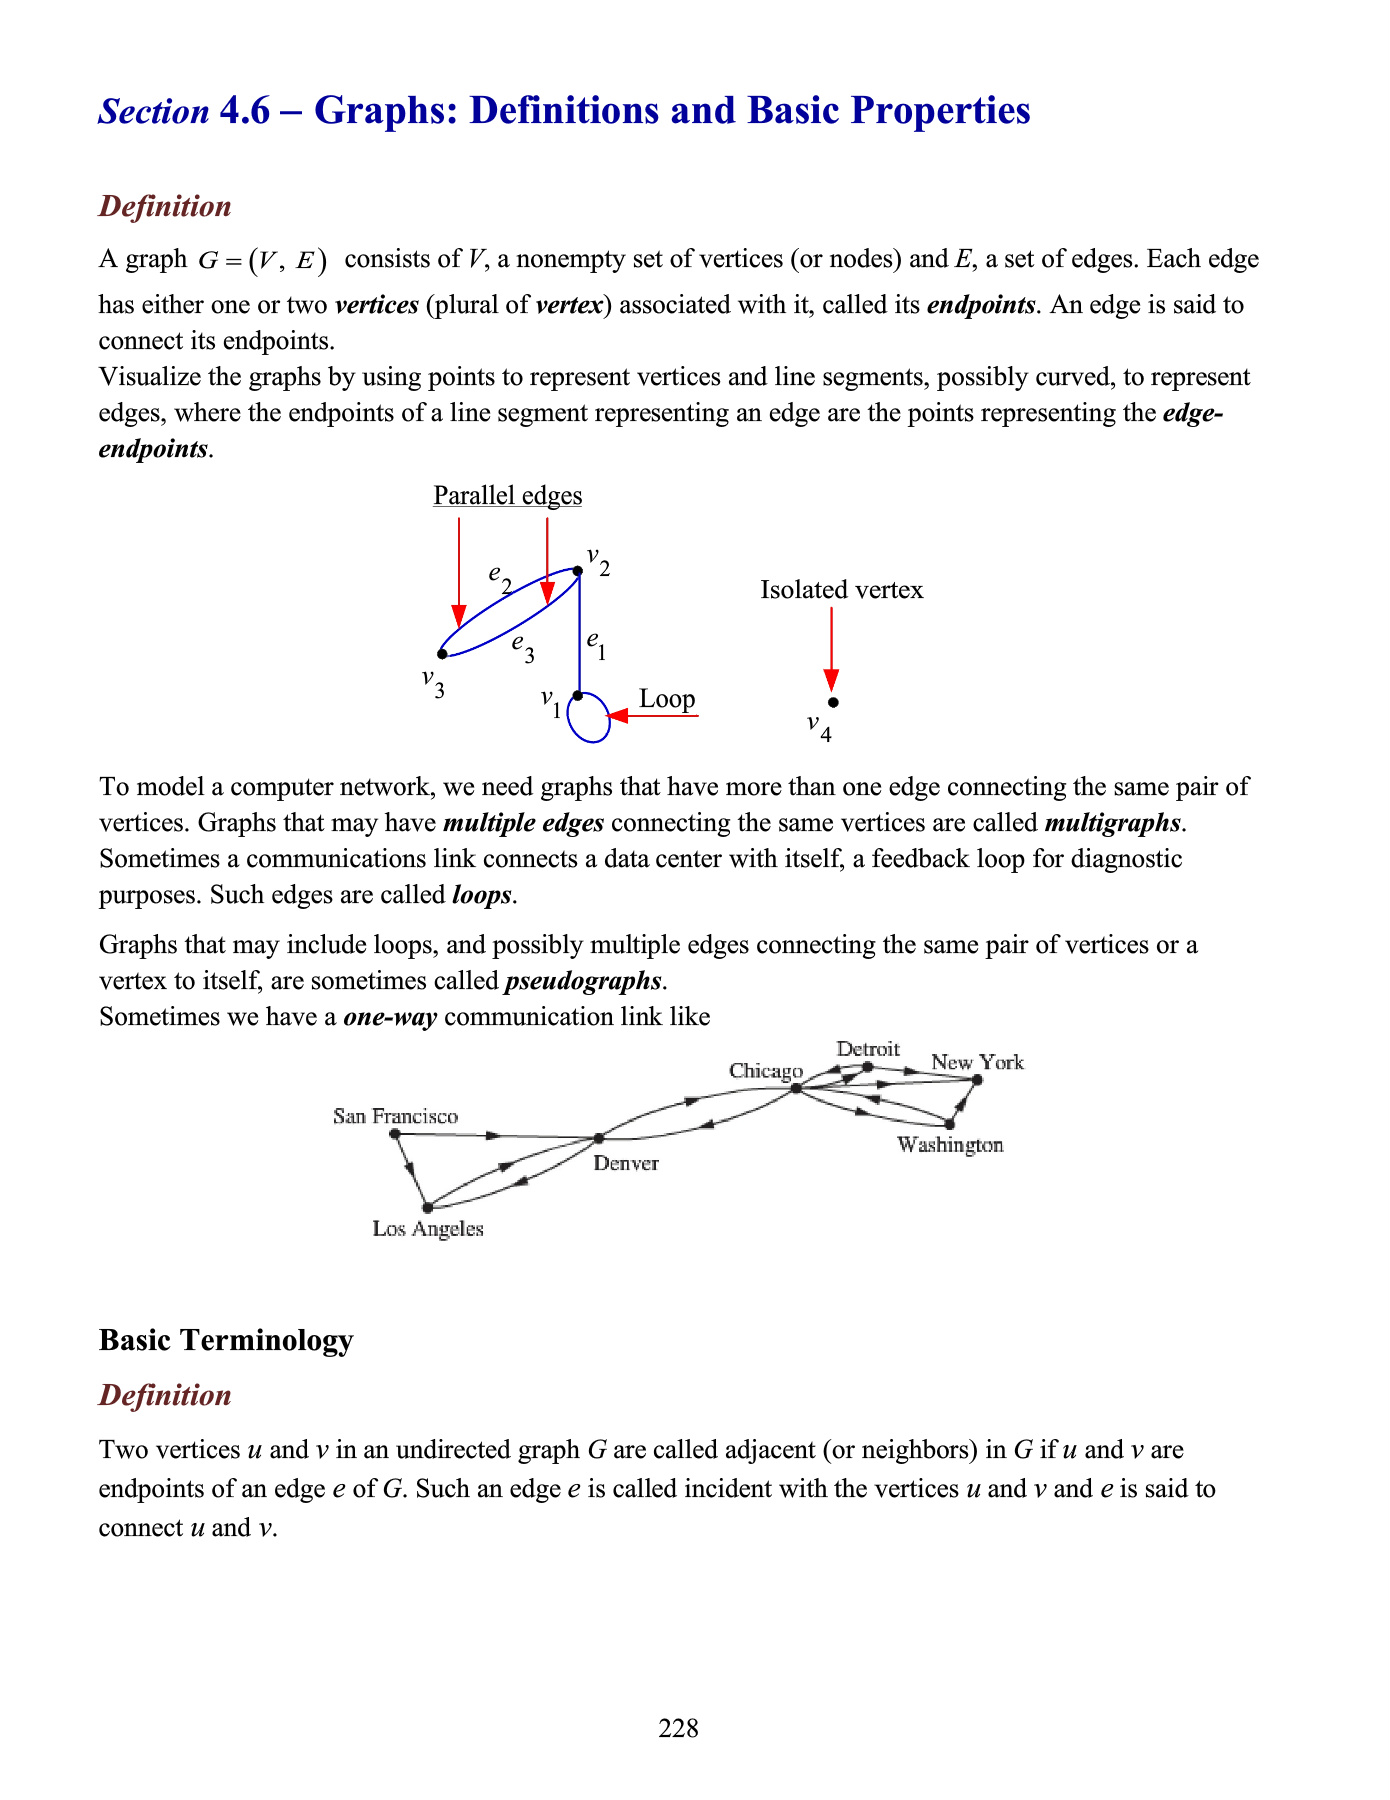 Section 4.6 – Graphs: Definitions and Basic Properties
Definition
A graph G = (V, E) consists of V, a nonempty set of vertices (or nodes) and E, a set of edges. Each edge
has either one or two vertices (plural of vertex) associated with it, called its endpoints. An edge is said to
connect its endpoints.
Visualize the graphs by using points to represent vertices and line segments, possibly curved, to represent
edges, where the endpoints of a line segment representing an edge are the points representing the edge-
endpoints.
Parallel edges
v2
e2
Isolated vertex
e3
e1
v3
v1
Loop
v4
To model a computer network, we need graphs that have more than one edge connecting the same pair of
vertices. Graphs that may have multiple edges connecting the same vertices are called multigraphs.
Sometimes a communications link connects a data center with itself, a feedback loop for diagnostic
purposes. Such edges are called loops.
Graphs that may include loops, and possibly multiple edges connecting the same pair of vertices or a
vertex to itself, are sometimes called pseudographs.
Sometimes we have a one-way communication link like
Detroit
New York
Chicago
San Francisco
Washington
Denver
Los Angeles
Basic Terminology
Definition
Two vertices u and v in an undirected graph G are called adjacent (or neighbors) in G if u and v are
endpoints of an edge e of G. Such an edge e is called incident with the vertices u and v and e is said to
connect u and v.
228